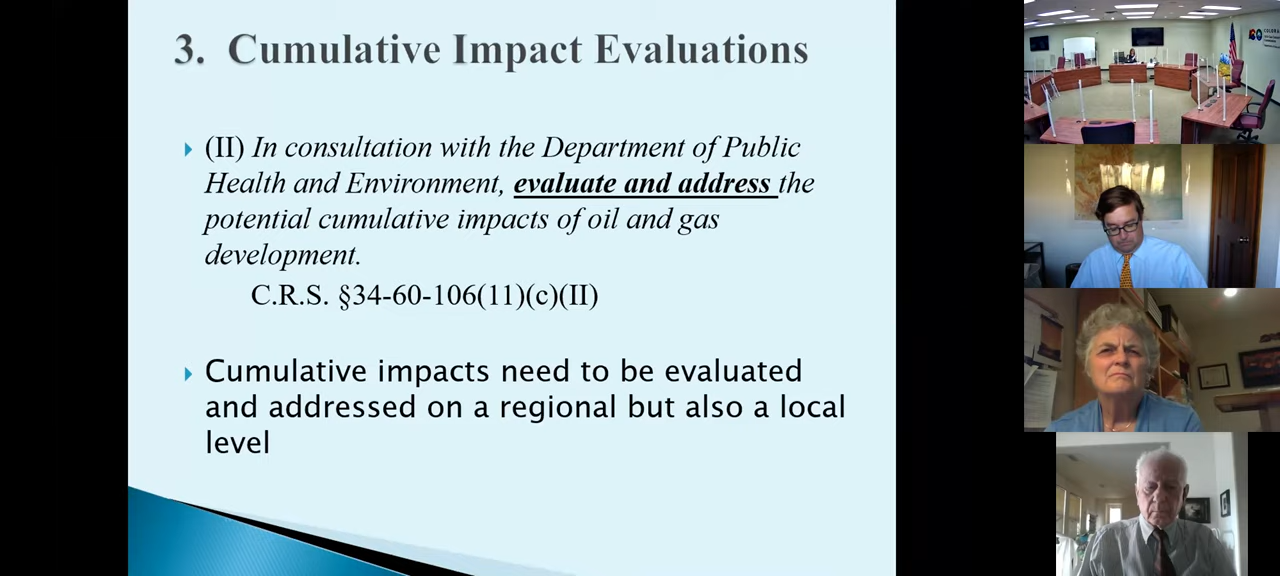 3. Cumulative Impact Evaluations
(II) In consultation with the Department of Public
Health and Environment, evaluate and address the
potential cumulative impacts of oil and gas
development.
C.R.S. §34-60-106(11)(c)(II)
Cumulative impacts need to be evaluated
and addressed on a regional but also a local
level